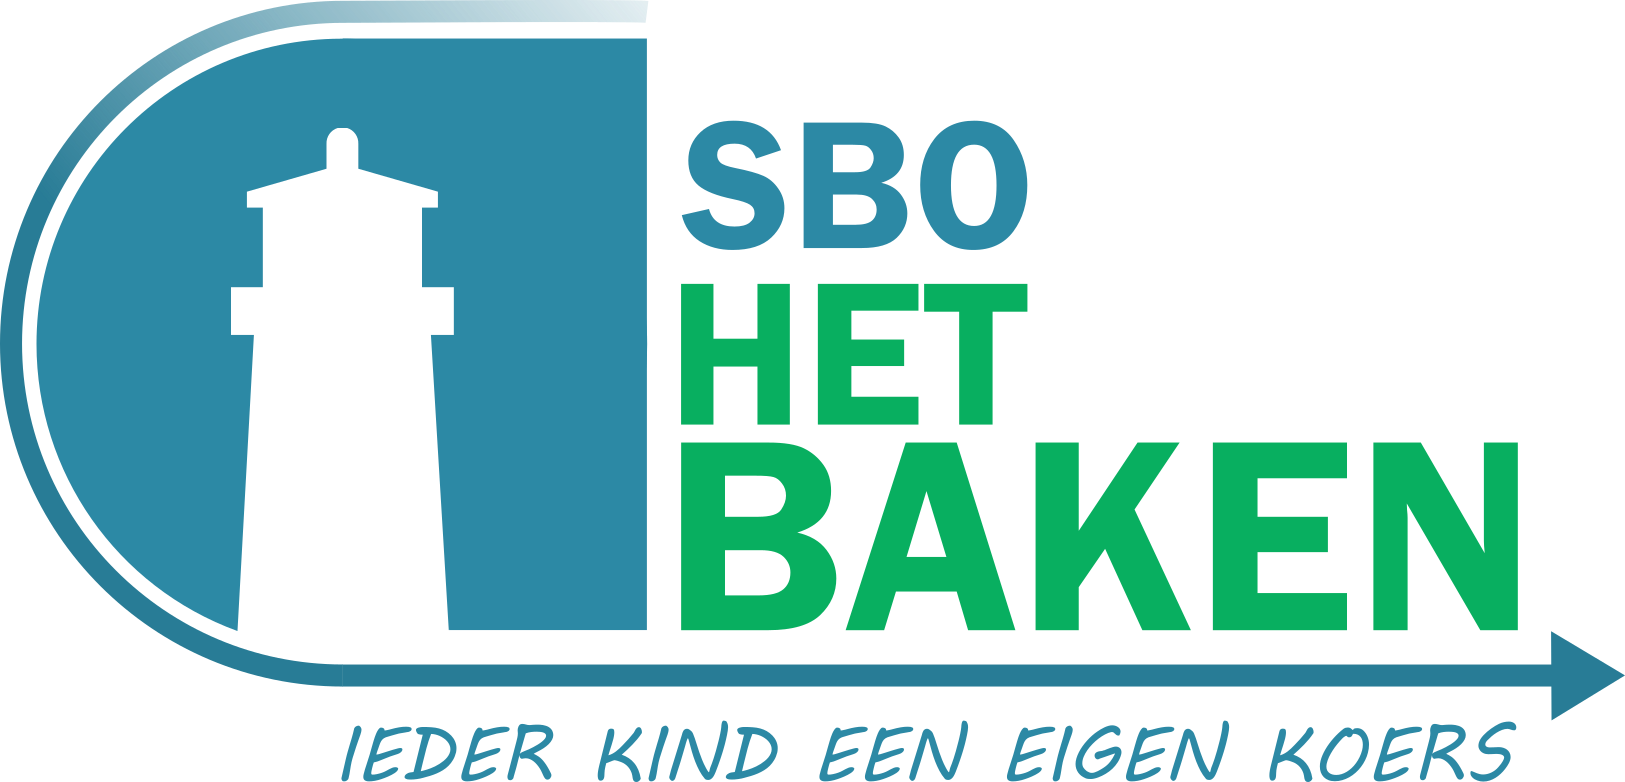 SBO
HET
BAKEN
IEDER KIND EEN EIGEN KOERS